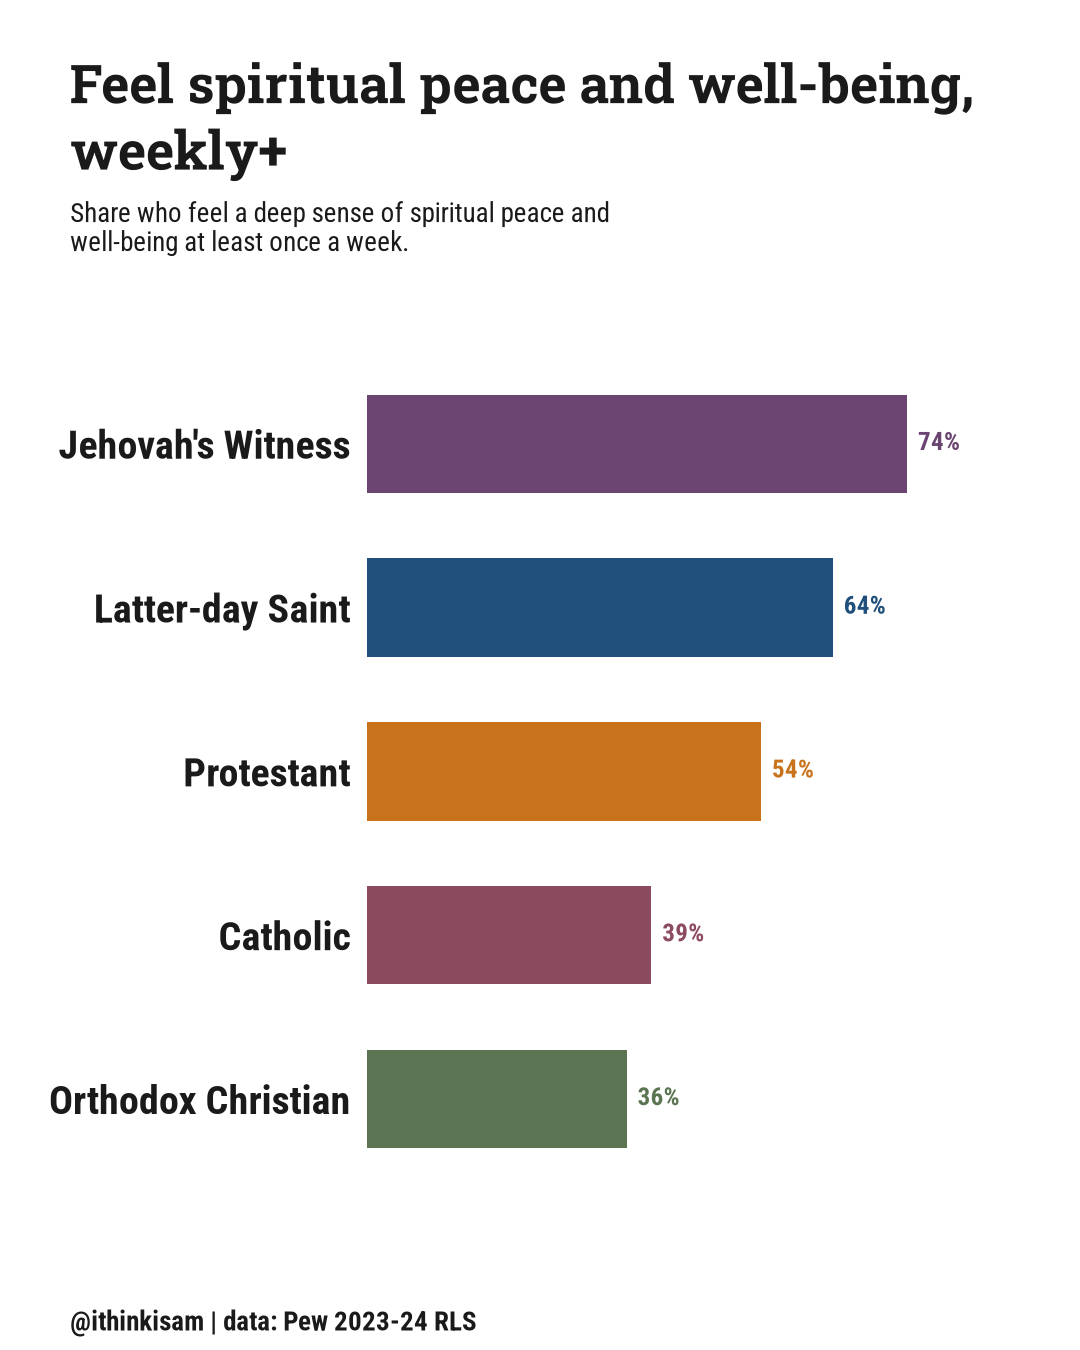 Feel spiritual peace and well-being,
weekly+
Share who feel a deep sense of spiritual peace and
well-being at least once a week.
Jehovah's Witness
74%
Latter-day Saint
64%
Protestant
54%
Catholic
39%
Orthodox Christian
36%
@ithinkisam | data: Pew 2023-24 RLS